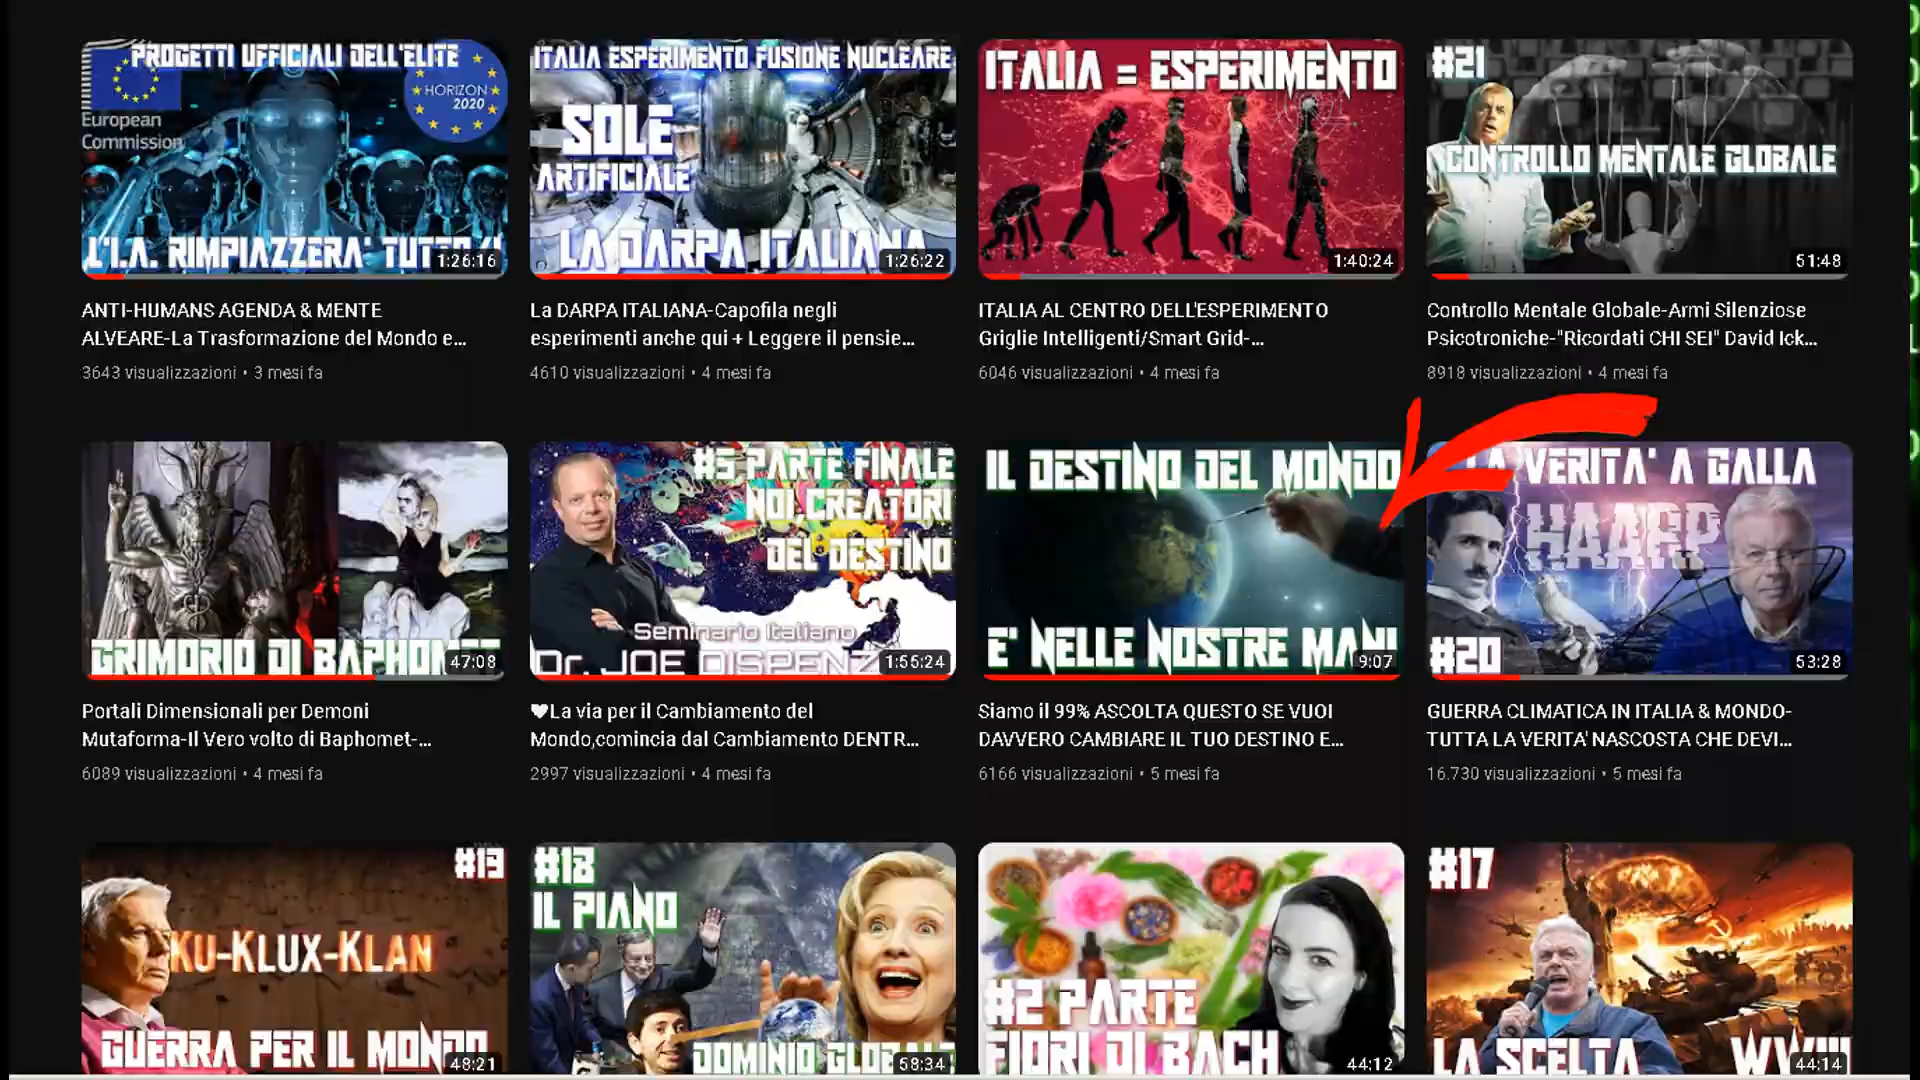 PROGETTI UFFICIALI DELL'ELITE
European
Commission
HORIZON
2020
L'I.A. RIMPIAZZERA' TUTTO
1:26:16
ANTI-HUMANS AGENDA & MENTE
ALVEARE-La Trasformazione del Mondo e...
3643 visualizzazioni • 3 mesi fa
ITALIA ESPERIMENTO FUSIONE NUCLEARE
SOLE
ARTIFICIALE
LA DARPA ITALIANA
1:26:22
La DARPA ITALIANA-Capofila negli
esperimenti anche qui + Leggere il pensie...
4610 visualizzazioni • 4 mesi fa
ITALIA = ESPERIMENTO
1:40:24
ITALIA AL CENTRO DELL'ESPERIMENTO
Griglie Intelligenti/Smart Grid-...
6046 visualizzazioni • 4 mesi fa
#21
CONTROLLO MENTALE GLOBALE
51:48
Controllo Mentale Globale-Armi Silenziose
Psicotroniche-"Ricordati CHI SEI" David Ick...
8918 visualizzazioni • 4 mesi fa
GRIMORIO DI BAPHOMET
47:08
Portali Dimensionali per Demoni
Mutaforma-Il Vero volto di Baphomet-...
6089 visualizzazioni • 4 mesi fa
#5 PARTE FINALE
NOI CREATORI
DEL DESTINO
Seminario Italiano
Dr. JOE DISPENZ
1:55:24
♥La via per il Cambiamento del
Mondo,comincia dal Cambiamento DENTR...
2997 visualizzazioni • 4 mesi fa
IL DESTINO DEL MONDO
E' NELLE NOSTRE MANI
9:07
Siamo il 99% ASCOLTA QUESTO SE VUOI
DAVVERO CAMBIARE IL TUO DESTINO E...
6166 visualizzazioni • 5 mesi fa
LA VERITA' A GALLA
HAARP
#20
53:28
GUERRA CLIMATICA IN ITALIA & MONDO-
TUTTA LA VERITA' NASCOSTA CHE DEVI...
16.730 visualizzazioni • 5 mesi fa
#19
KU-KLUX-KLAN
GUERRA PER IL MONDO
48:21
#18
IL PIANO
DOMINIO GLOBALE
58:34
#2 PARTE
FIORI DI BACH
44:12
#17
LA SCELTA
WWIII
44:14